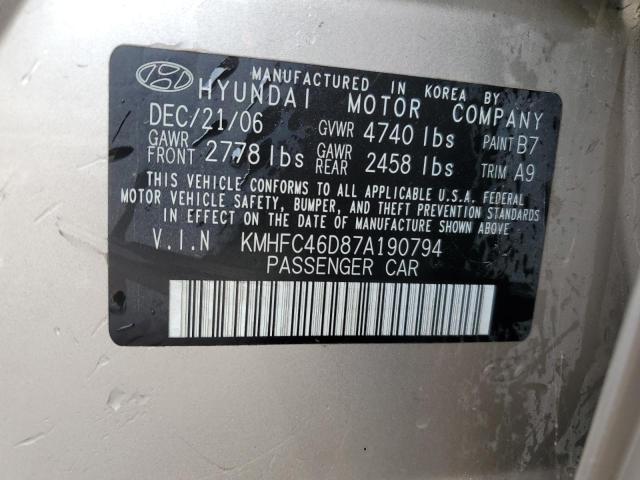 MANUFACTURED IN KOREA BY
HYUNDAI MOTOR COMPANY
DEC/21/06 GVWR 4740 lbs PAINT B7
GAWR FRONT 2778 lbs GAWR REAR 2458 lbs TRIM A9
THIS VEHICLE CONFORMS TO ALL APPLICABLE U.S.A. FEDERAL
MOTOR VEHICLE SAFETY, BUMPER, AND THEFT PREVENTION STANDARDS
IN EFFECT ON THE DATE OF MANUFACTURE SHOWN ABOVE.
V.I.N KMHFC46D87A190794
PASSENGER CAR